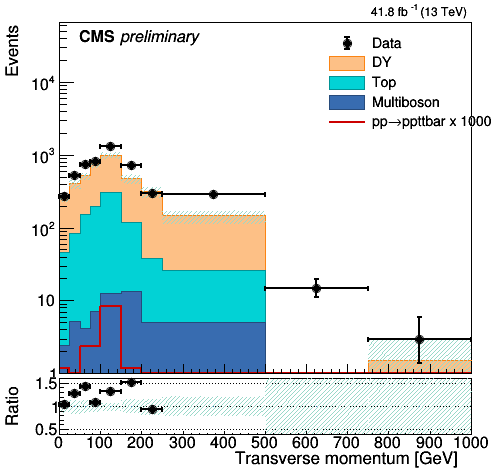 41.8 fb⁻¹ (13 TeV)
CMS preliminary
Events
Data
DY
Top
Multiboson
pp→ppttbar x 1000
10⁴
10³
10²
10
1
Ratio
1.5
1
0.5
0 100 200 300 400 500 600 700 800 900 1000
Transverse momentum [GeV]